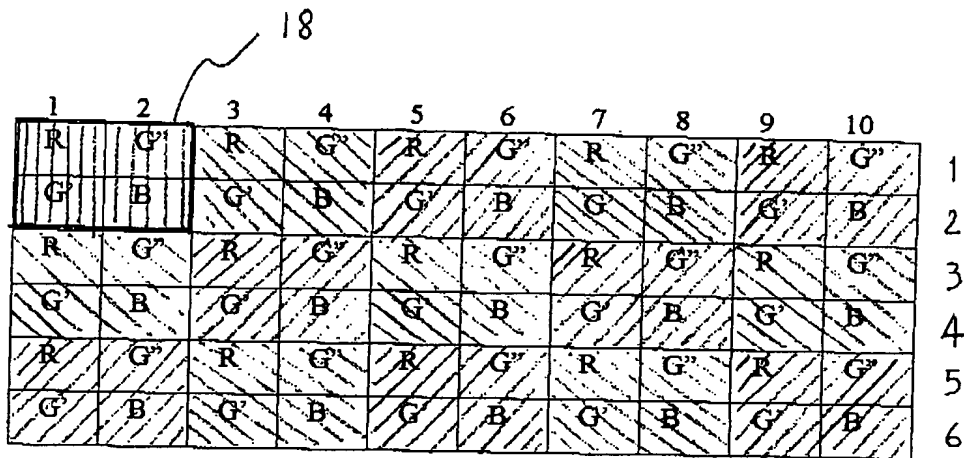 18
1 2 3 4 5 6 7 8 9 10
R G" R G" R G" R G" R G" 1
G' B G' B G' B G' B G' B 2
R G" R G" R G" R G" R G" 3
G' B G' B G' B G' B G' B 4
R G" R G" R G" R G" R G" 5
G' B G' B G' B G' B G' B 6